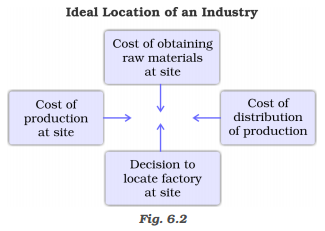 Ideal Location of an Industry
Cost of obtaining
raw materials
at site
Cost of
production
at site
Cost of
distribution
of production
Decision to
locate factory
at site
Fig. 6.2